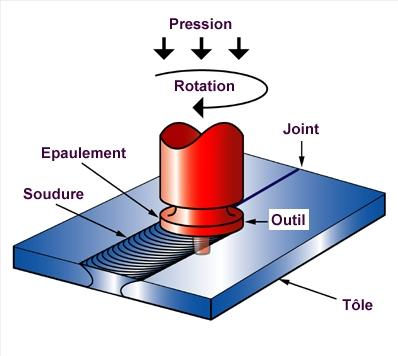 Pression
Rotation
Joint
Epaulement
Soudure
Outil
Tôle